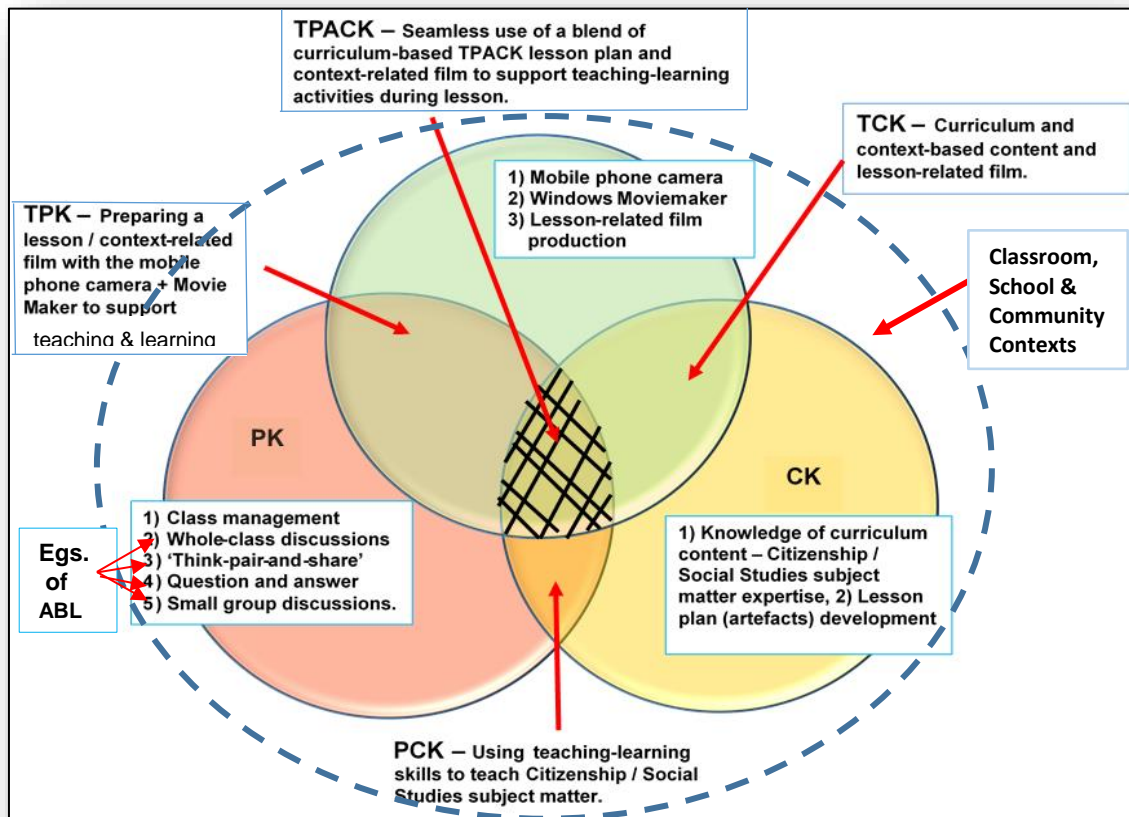 TPACK – Seamless use of a blend of
curriculum-based TPACK lesson plan and
context-related film to support teaching-learning
activities during lesson.
TCK – Curriculum and
context-based content and
lesson-related film.
1) Mobile phone camera
2) Windows Moviemaker
3) Lesson-related film
production
TPK – Preparing a
lesson / context-related
film with the mobile
phone camera + Movie
Maker to support
teaching & learning
Classroom,
School &
Community
Contexts
PK
CK
1) Class management
2) Whole-class discussions
3) ‘Think-pair-and-share’
4) Question and answer
5) Small group discussions.
Egs.
of
ABL
1) Knowledge of curriculum
content – Citizenship /
Social Studies subject
matter expertise, 2) Lesson
plan (artefacts) development
PCK – Using teaching-learning
skills to teach Citizenship / Social
Studies subject matter.